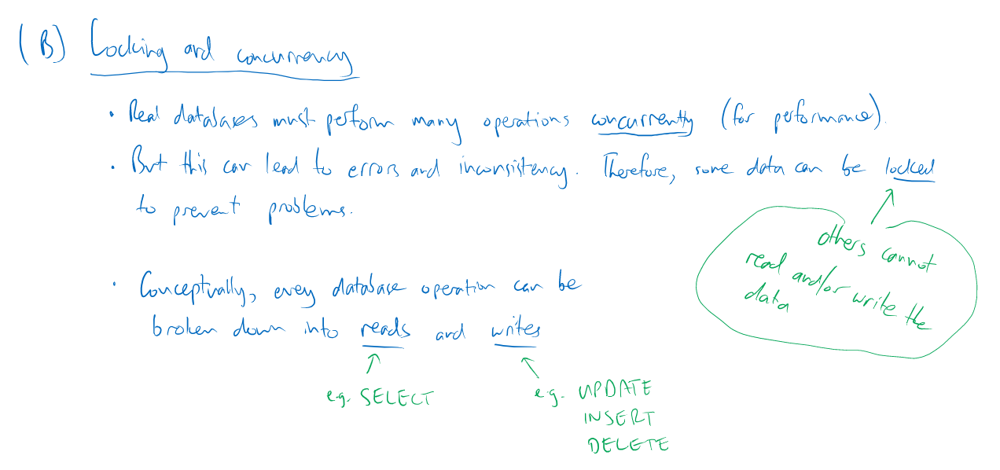 (B) Locking and concurrency
• Real databases must perform many operations concurrently (for performance).
• But this can lead to errors and inconsistency. Therefore, some data can be locked
to prevent problems.
others cannot
read and/or write the
data
• Conceptually, every database operation can be
broken down into reads and writes
e.g. SELECT
e.g. UPDATE
INSERT
DELETE